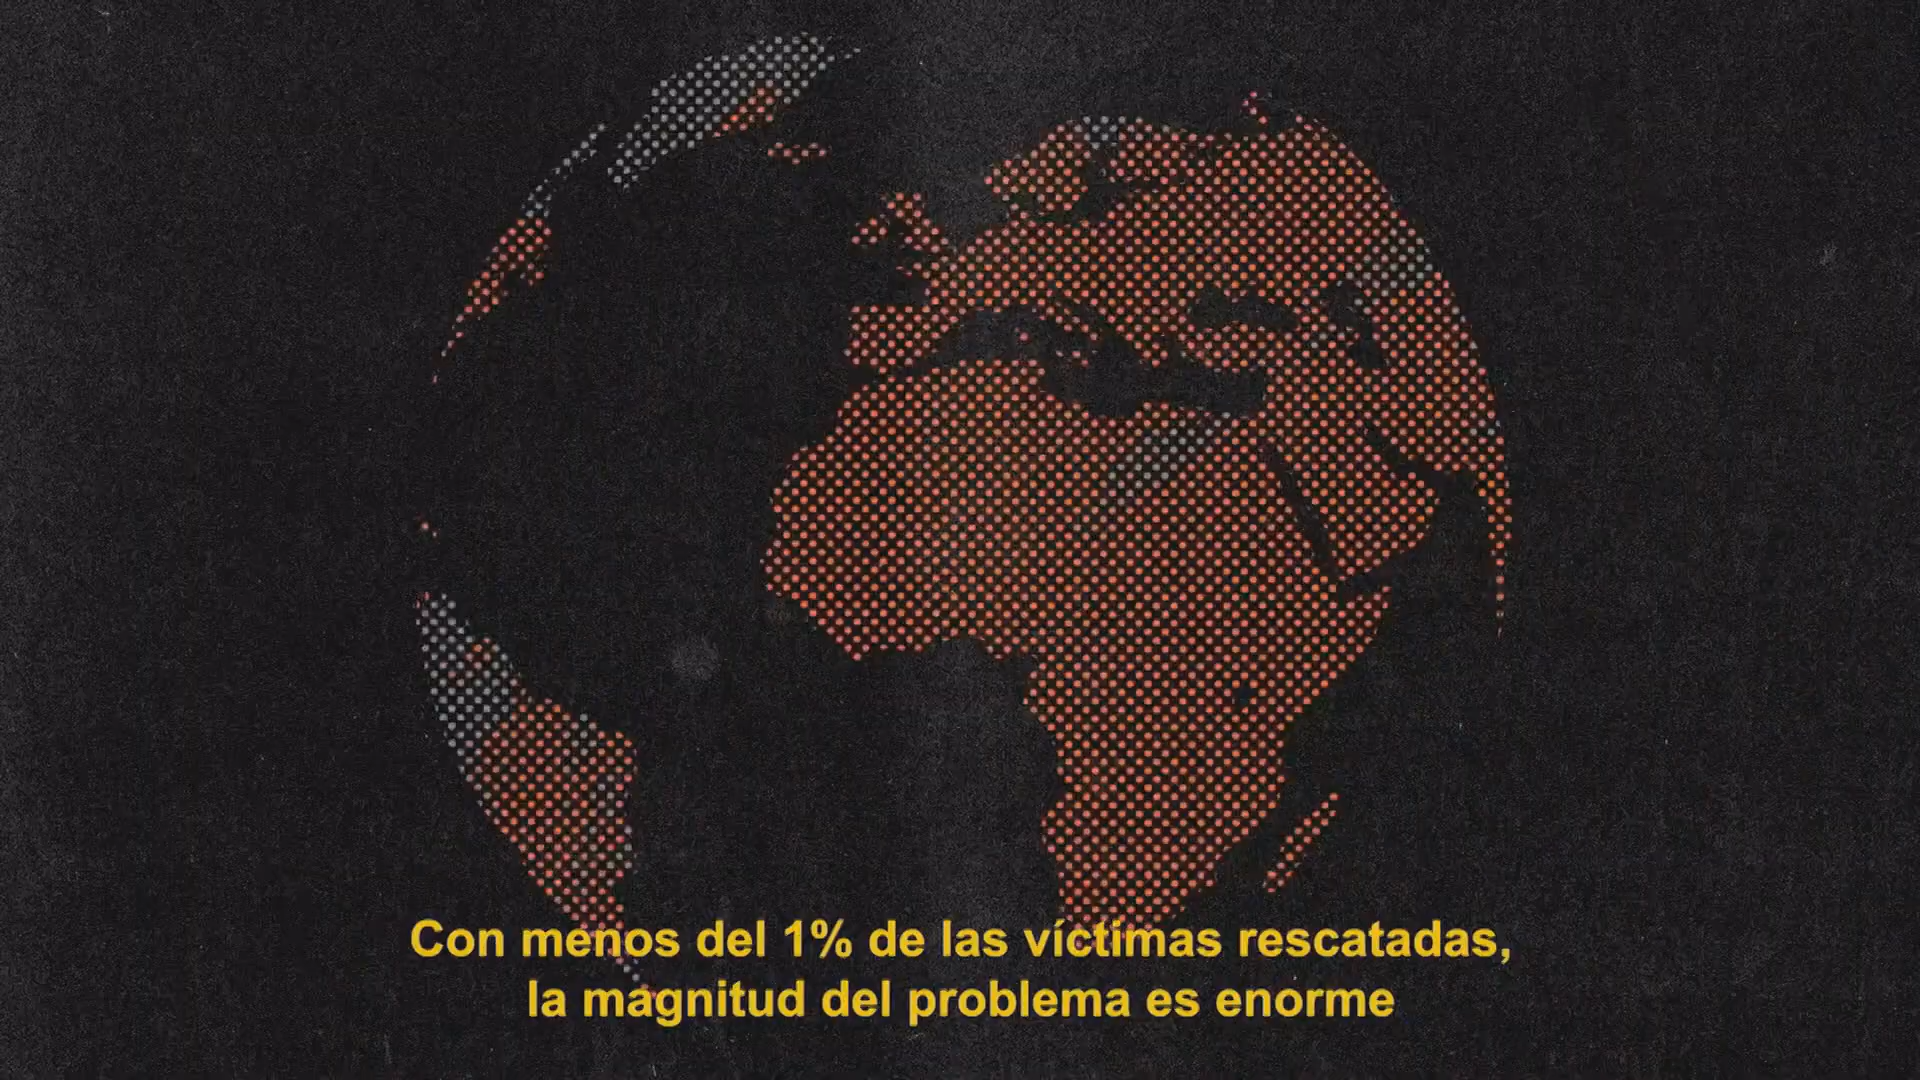 Con menos del 1% de las víctimas rescatadas,
la magnitud del problema es enorme